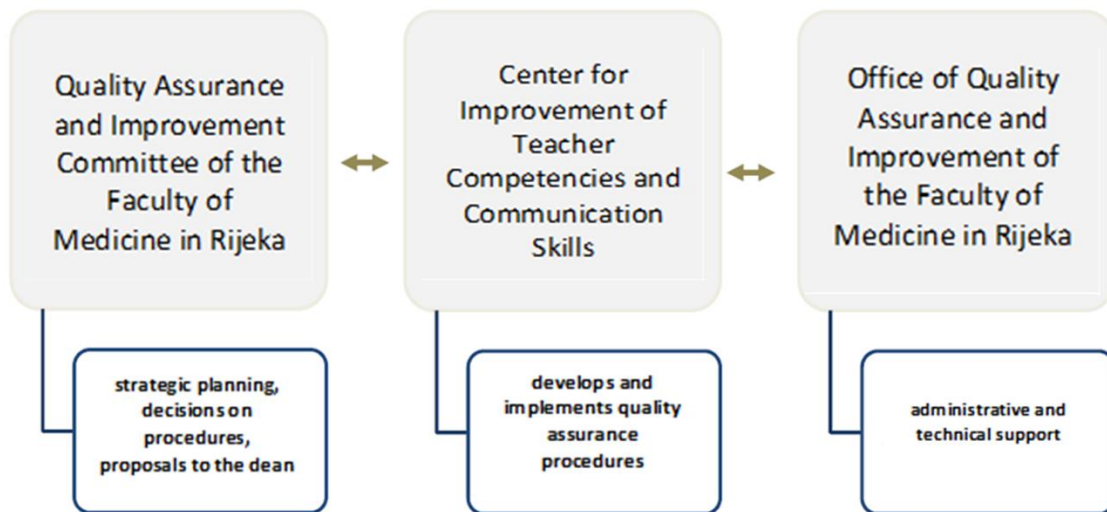 Quality Assurance
and Improvement
Committee of the
Faculty of
Medicine in Rijeka
strategic planning,
decisions on
procedures,
proposals to the dean
Center for
Improvement of
Teacher
Competencies and
Communication
Skills
develops and
implements quality
assurance
procedures
Office of Quality
Assurance and
Improvement of
the Faculty of
Medicine in Rijeka
administrative and
technical support